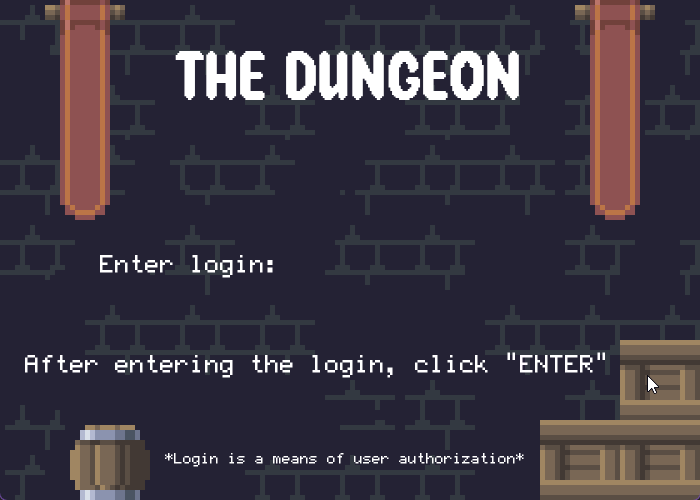 THE DUNGEON
Enter login:
After entering the login, click "ENTER"
*Login is a means of user authorization*